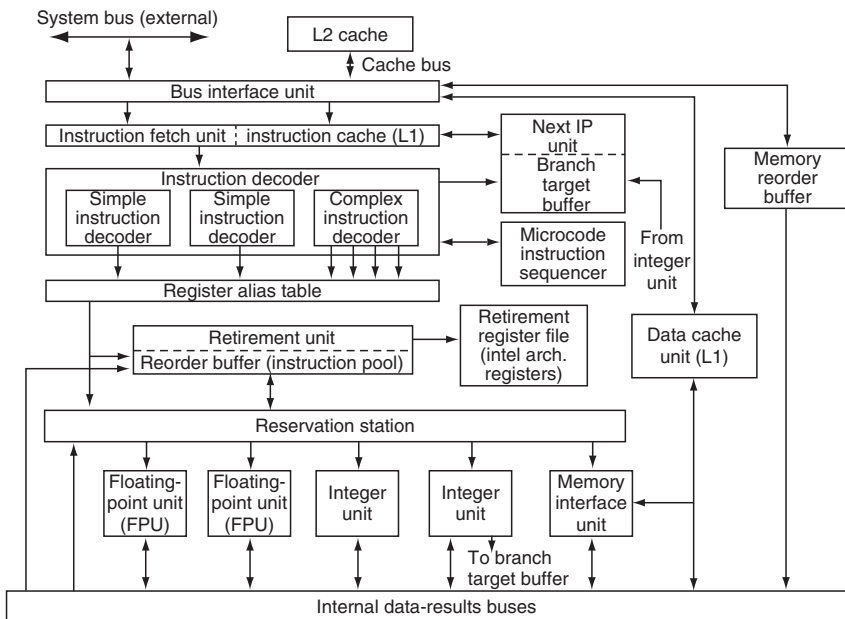 System bus (external)
L2 cache
Cache bus
Bus interface unit
Instruction fetch unit
instruction cache (L1)
Next IP
unit
Branch
target
buffer
Memory
reorder
buffer
Instruction decoder
Simple
instruction
decoder
Simple
instruction
decoder
Complex
instruction
decoder
Microcode
instruction
sequencer
From
integer
unit
Register alias table
Retirement unit
Reorder buffer (instruction pool)
Retirement
register file
(intel arch.
registers)
Data cache
unit (L1)
Reservation station
Floating-
point unit
(FPU)
Floating-
point unit
(FPU)
Integer
unit
Integer
unit
Memory
interface
unit
To branch
target buffer
Internal data-results buses